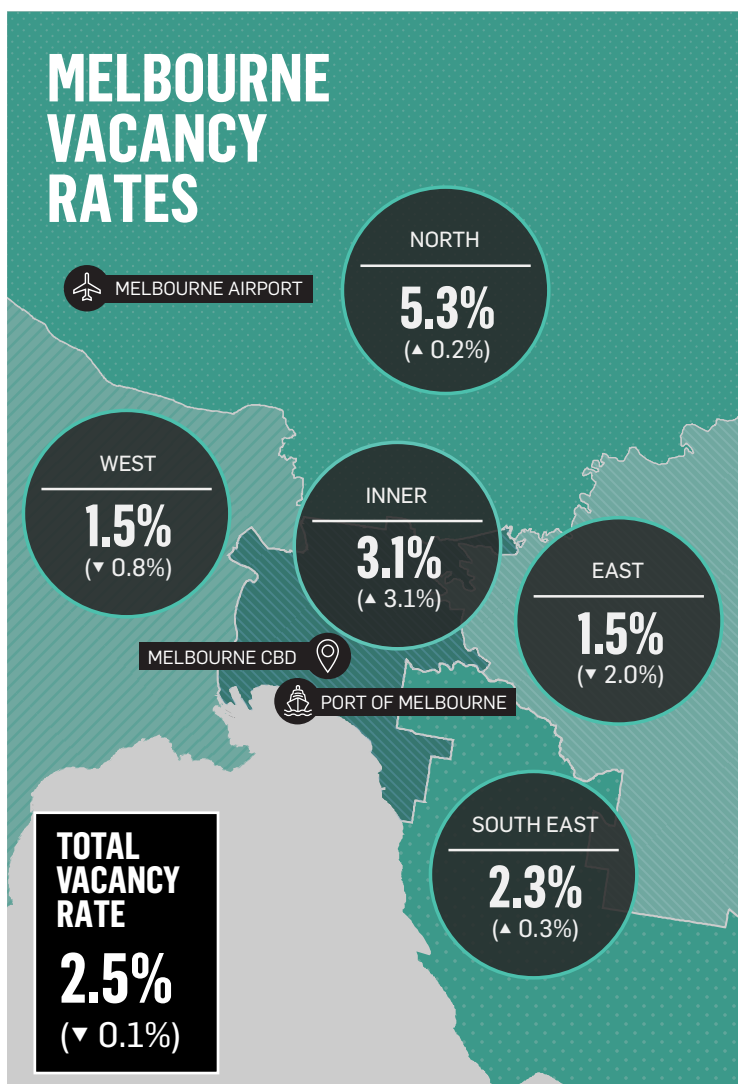 MELBOURNE
VACANCY
RATES
NORTH
5.3%
(▲ 0.2%)
MELBOURNE AIRPORT
WEST
1.5%
(▼ 0.8%)
INNER
3.1%
(▲ 3.1%)
EAST
1.5%
(▼ 2.0%)
MELBOURNE CBD
PORT OF MELBOURNE
SOUTH EAST
2.3%
(▲ 0.3%)
TOTAL
VACANCY
RATE
2.5%
(▼ 0.1%)